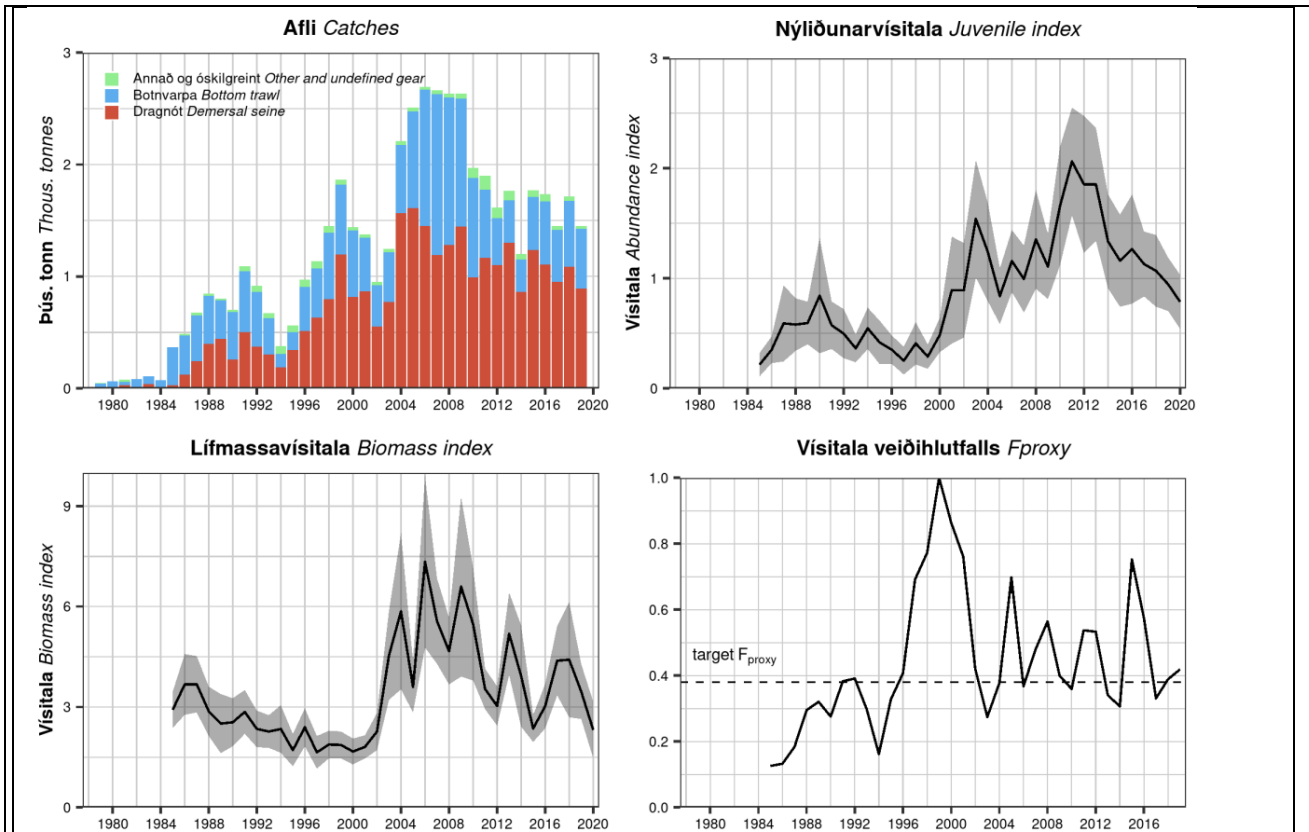 Afli Catches
Þús. tonn Thous. tonnes
3
2
1
0
Annað og óskilgreint Other and undefined gear
Botnvarpa Bottom trawl
Dragnót Demersal seine
1980 1984 1988 1992 1996 2000 2004 2008 2012 2016 2020
Nýliðunarvísitala Juvenile index
Vísitala Abundance index
3
2
1
0
1980 1984 1988 1992 1996 2000 2004 2008 2012 2016 2020
Lífmassavísitala Biomass index
Vísitala Biomass index
9
6
3
0
1980 1984 1988 1992 1996 2000 2004 2008 2012 2016 2020
Vísitala veiðihlutfalls Fproxy
1.0
0.8
0.6
0.4
0.2
0.0
target Fproxy
1980 1984 1988 1992 1996 2000 2004 2008 2012 2016